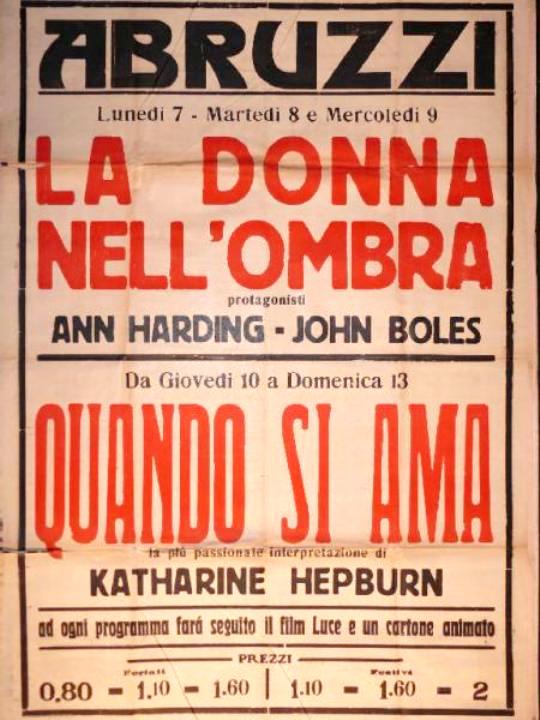 ABRUZZI
Lunedì 7 - Martedì 8 e Mercoledì 9
LA DONNA
NELL'OMBRA
protagonisti
ANN HARDING - JOHN BOLES
Da Giovedì 10 a Domenica 13
QUANDO SI AMA
la più passionale interpretazione di
KATHARINE HEPBURN
ad ogni programma farà seguito il film Luce e un cartone animato
PREZZI
Feriali Festivi
0.80 - 1.10 - 1.60 | 1.10 - 1.60 - 2